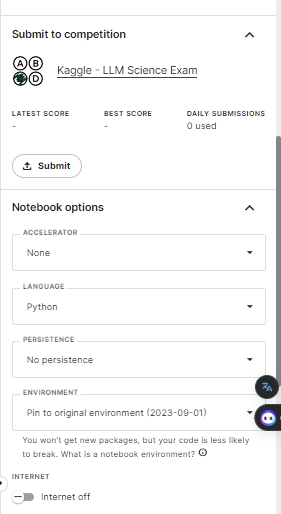 Submit to competition
A B
D
Kaggle - LLM Science Exam
LATEST SCORE BEST SCORE DAILY SUBMISSIONS
- - 0 used
Submit
Notebook options
ACCELERATOR
None
LANGUAGE
Python
PERSISTENCE
No persistence
ENVIRONMENT
Pin to original environment (2023-09-01)
You won't get new packages, but your code is less likely
to break. What is a notebook environment?
INTERNET
Internet off